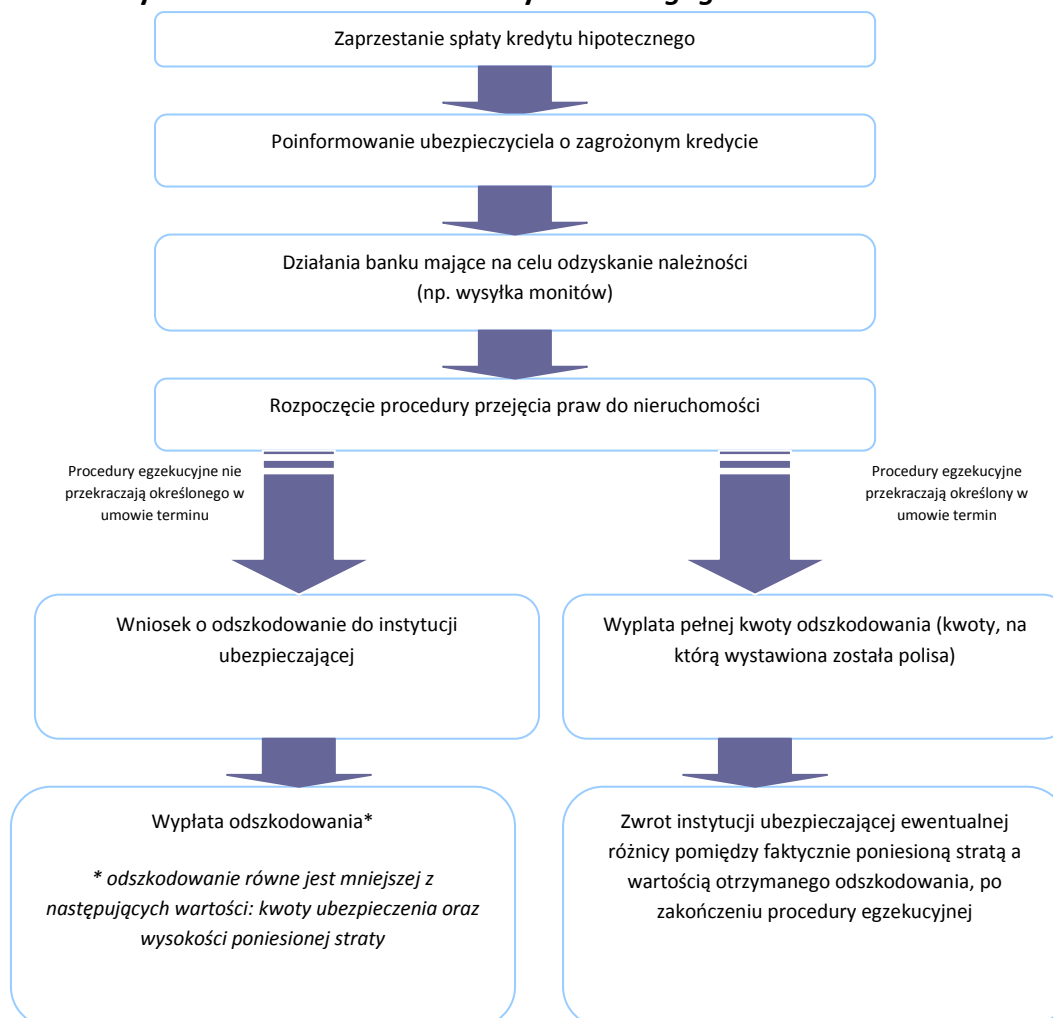 Zaprzestanie spłaty kredytu hipotecznego
Poinformowanie ubezpieczyciela o zagrożonym kredycie
Działania banku mające na celu odzyskanie należności
(np. wysyłka monitów)
Rozpoczęcie procedury przejęcia praw do nieruchomości
Procedury egzekucyjne nie
przekraczają określonego w
umowie terminu
Procedury egzekucyjne
przekraczają określony w
umowie termin
Wniosek o odszkodowanie do instytucji
ubezpieczającej
Wyplata pełnej kwoty odszkodowania (kwoty, na
którą wystawiona została polisa)
Wypłata odszkodowania*
* odszkodowanie równe jest mniejszej z
następujących wartości: kwoty ubezpieczenia oraz
wysokości poniesionej straty
Zwrot instytucji ubezpieczającej ewentualnej
różnicy pomiędzy faktycznie poniesioną stratą a
wartością otrzymanego odszkodowania, po
zakończeniu procedury egzekucyjnej